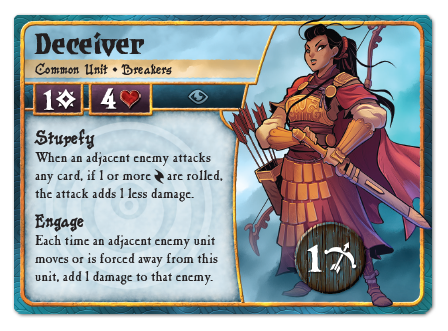 Deceiver
Common Unit • Breakers
1 4
Stupefy
When an adjacent enemy attacks
any card, if 1 or more are rolled,
the attack adds 1 less damage.
Engage
Each time an adjacent enemy unit
moves or is forced away from this
unit, add 1 damage to that enemy.
1